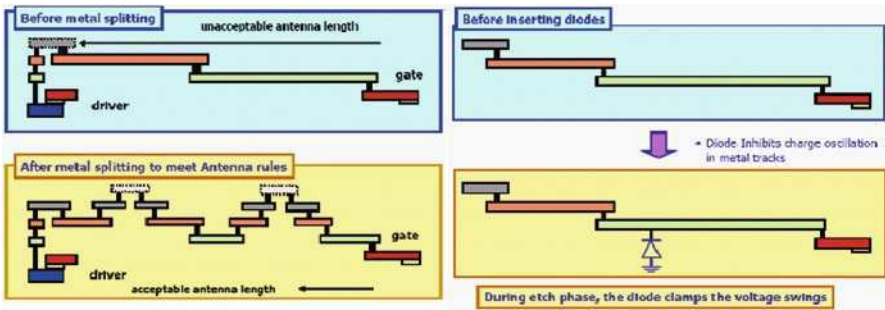 Before metal splitting
unacceptable antenna length
gate
driver
After metal splitting to meet Antenna rules
gate
driver
acceptable antenna length
Before inserting diodes
Diode Inhibits charge oscillation
in metal tracks
During etch phase, the diode clamps the voltage swings